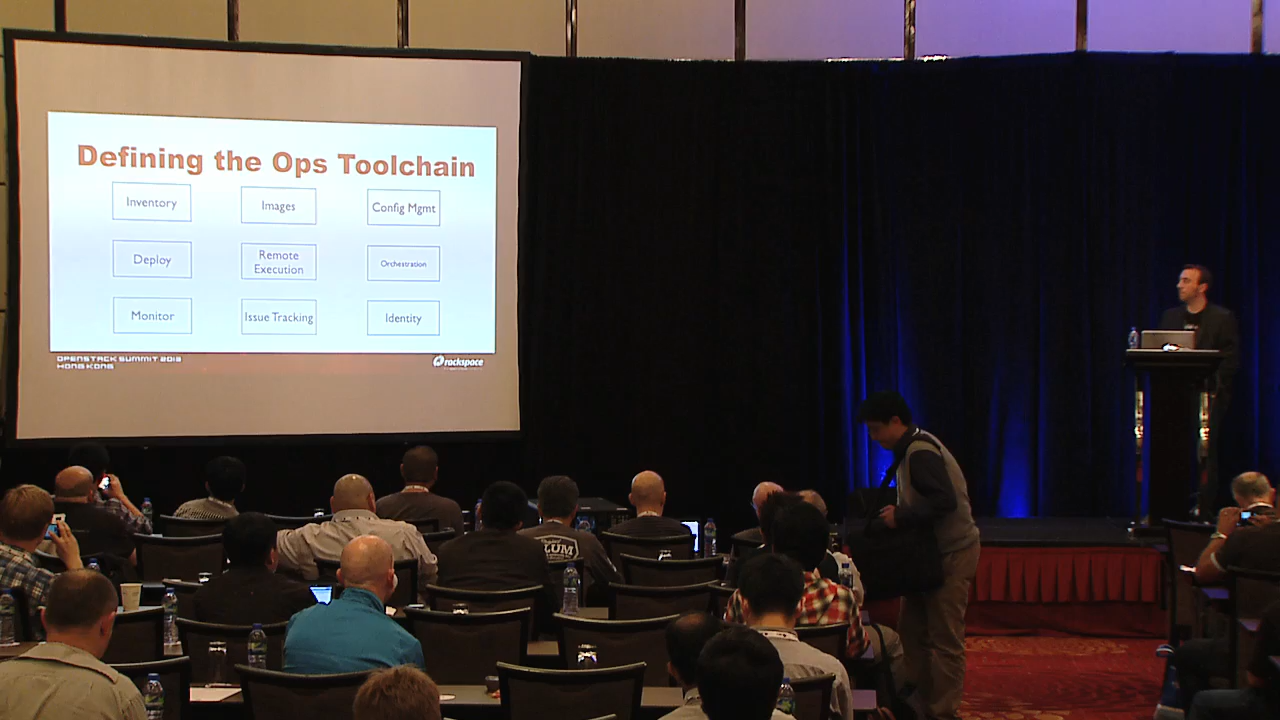 Defining the Ops Toolchain
Inventory
Images
Config Mgmt
Deploy
Remote
Execution
Orchestration
Monitor
Issue Tracking
Identity
OPENSTACK SUMMIT 2013
HONG KONG
rackspace
LUM